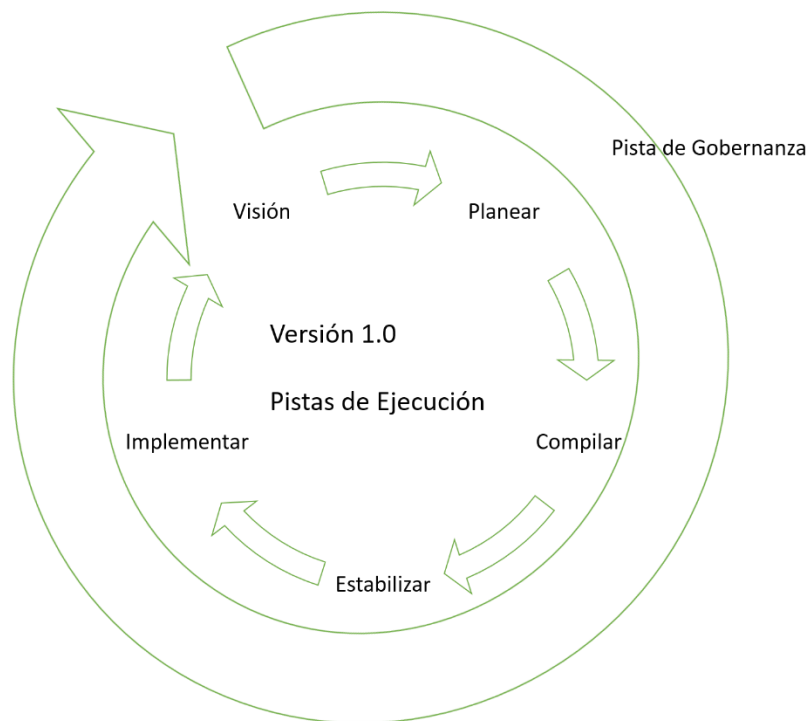 Pista de Gobernanza
Visión
Planear
Versión 1.0
Pistas de Ejecución
Implementar
Compilar
Estabilizar